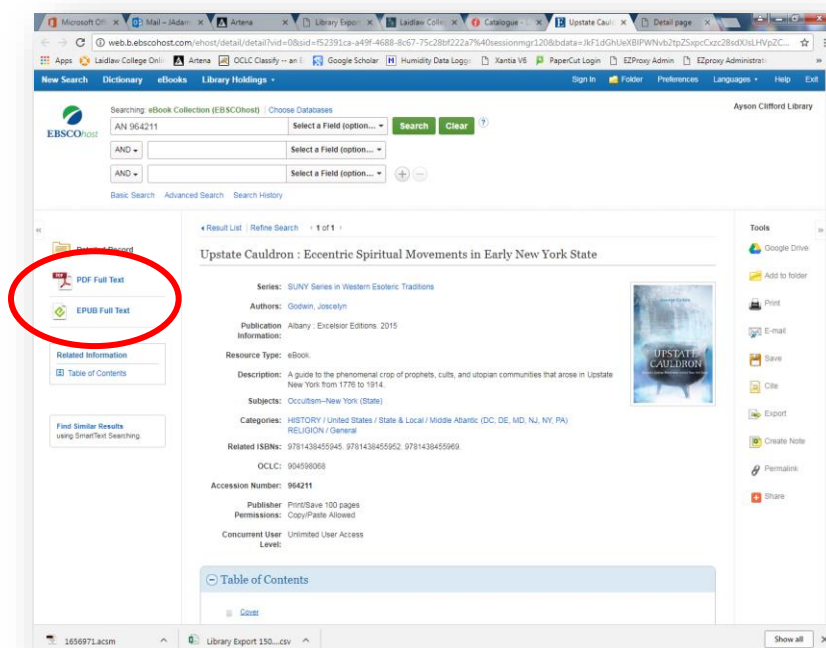 Microsoft Off
Mail – IAdam
Artena
Library Export
Laidlaw Colle
Catalogue - L
Upstate Cauld
Detail page
web.b.ebscohost.com/ehost/detail/detail?vid=0&sid=f52391ca-a49f-4688-8c67-75c28bf222a7%40sessionmgr120&bdata=
Apps Laidlaw College Onli Artena OCLC Classify -- an E Google Scholar Humidity Data Logg Xantia V6 PaperCut Login EZProxy Admin EZproxy Administrat
New Search Dictionary eBooks Library Holdings Sign In Folder Preferences Languages Help Exit
Ayson Clifford Library
EBSCOhost
Searching: eBook Collection (EBSCOhost) Choose Databases
AN 964211 Select a Field (option... Search Clear
AND Select a Field (option...
AND Select a Field (option...
Basic Search Advanced Search Search History
Result List Refine Search 1 of 1
Detailed Record
PDF Full Text
EPUB Full Text
Related Information
Table of Contents
Find Similar Results
using SmartText Searching.
Upstate Cauldron : Eccentric Spiritual Movements in Early New York State
Series: SUNY Series in Western Esoteric Traditions
Authors: Godwin, Joscelyn
Publication Information: Albany : Excelsior Editions. 2015
Resource Type: eBook.
Description: A guide to the phenomenal crop of prophets, cults, and utopian communities that arose in Upstate
New York from 1776 to 1914.
Subjects: Occultism--New York (State)
Categories: HISTORY / United States / State & Local / Middle Atlantic (DC, DE, MD, NJ, NY, PA)
RELIGION / General
Related ISBNs: 9781438455945. 9781438455952. 9781438455969.
OCLC: 904598068
Accession Number: 964211
Publisher Permissions: Print/Save 100 pages
Copy/Paste Allowed
Concurrent User Level: Unlimited User Access
UPSTATE
CAULDRON
Table of Contents
Cover
Tools
Google Drive
Add to folder
Print
E-mail
Save
Cite
Export
Create Note
Permalink
Share
1656971.acsm
Library Export 150....csv
Show all